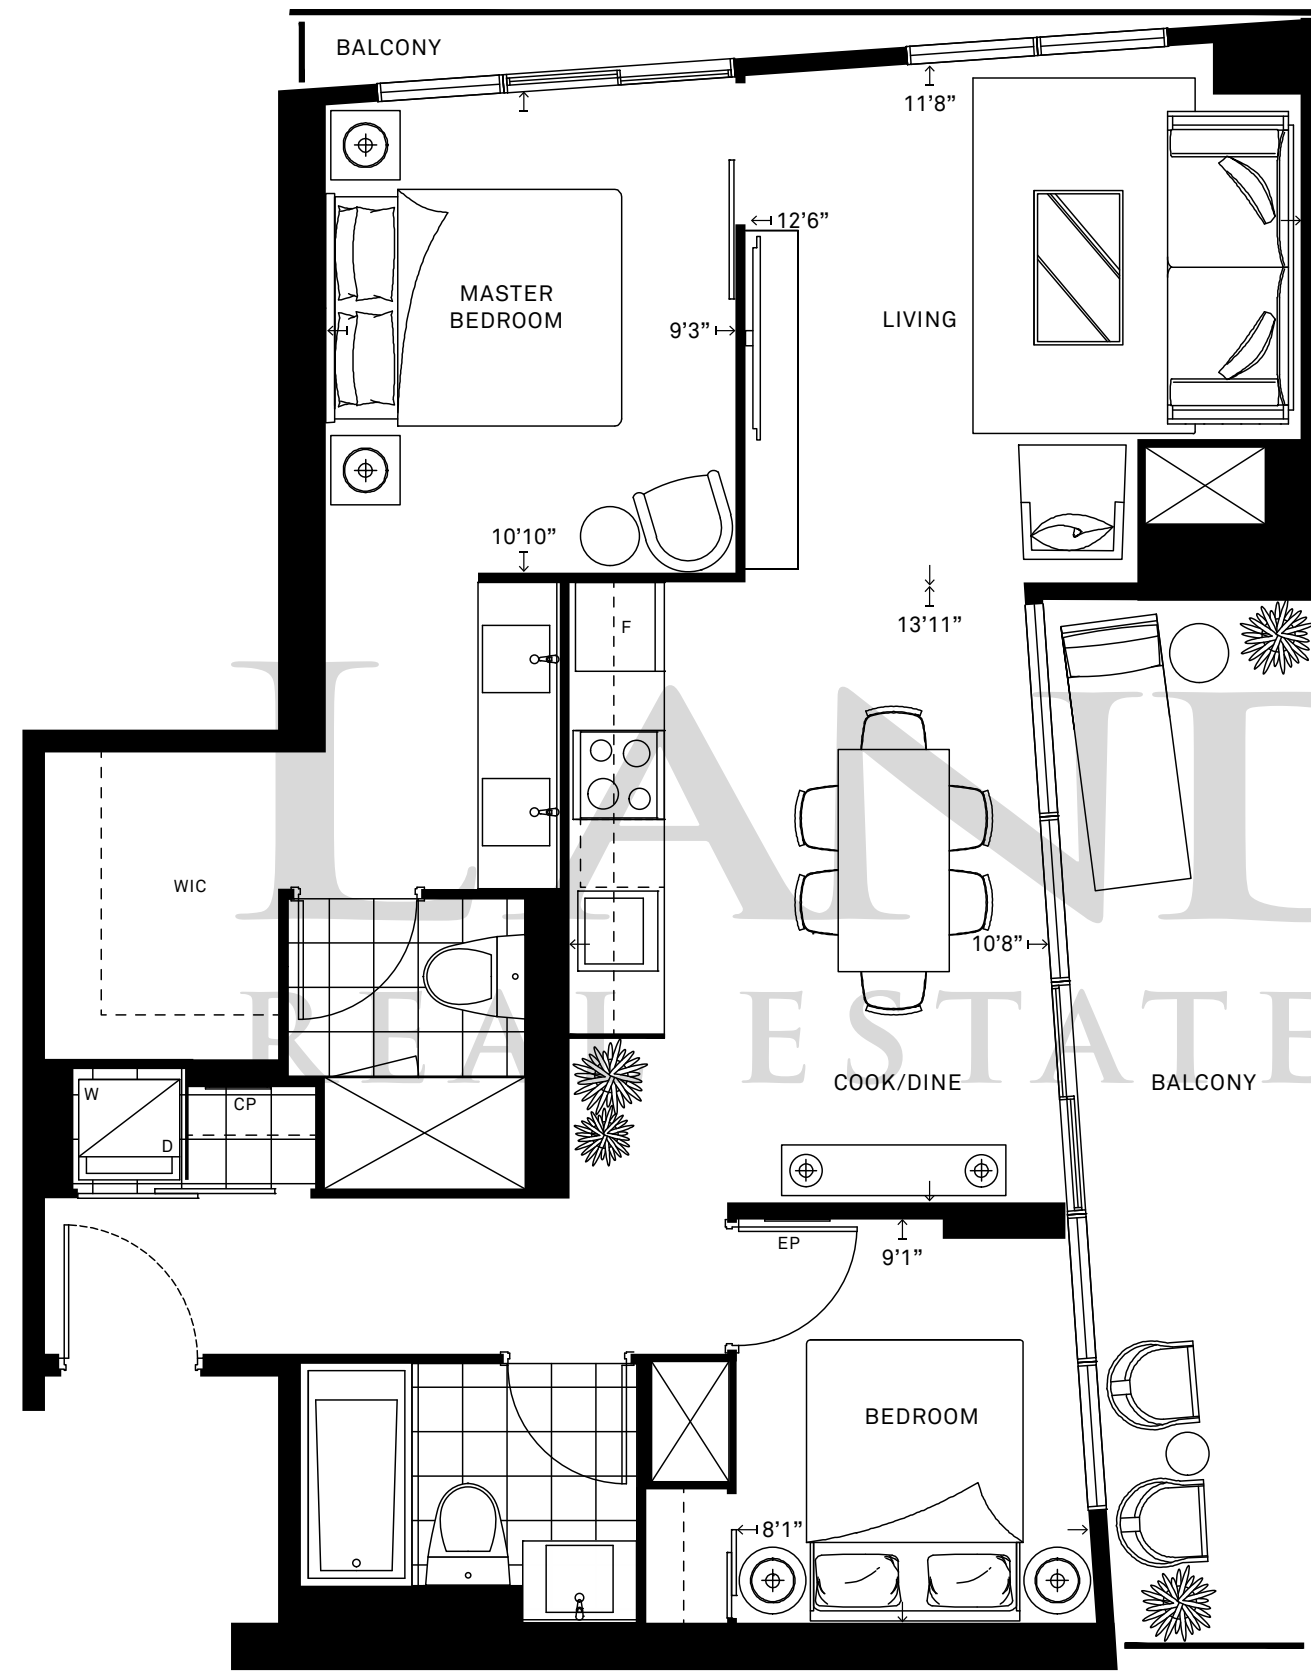 BALCONY
11’8”
12’6”
MASTER
BEDROOM
LIVING
9’3”
10’10”
F
13’11”
LAND
WIC
10’8”
REAL ESTATE
COOK/DINE
BALCONY
W
CP
D
EP
9’1”
BEDROOM
8’1”